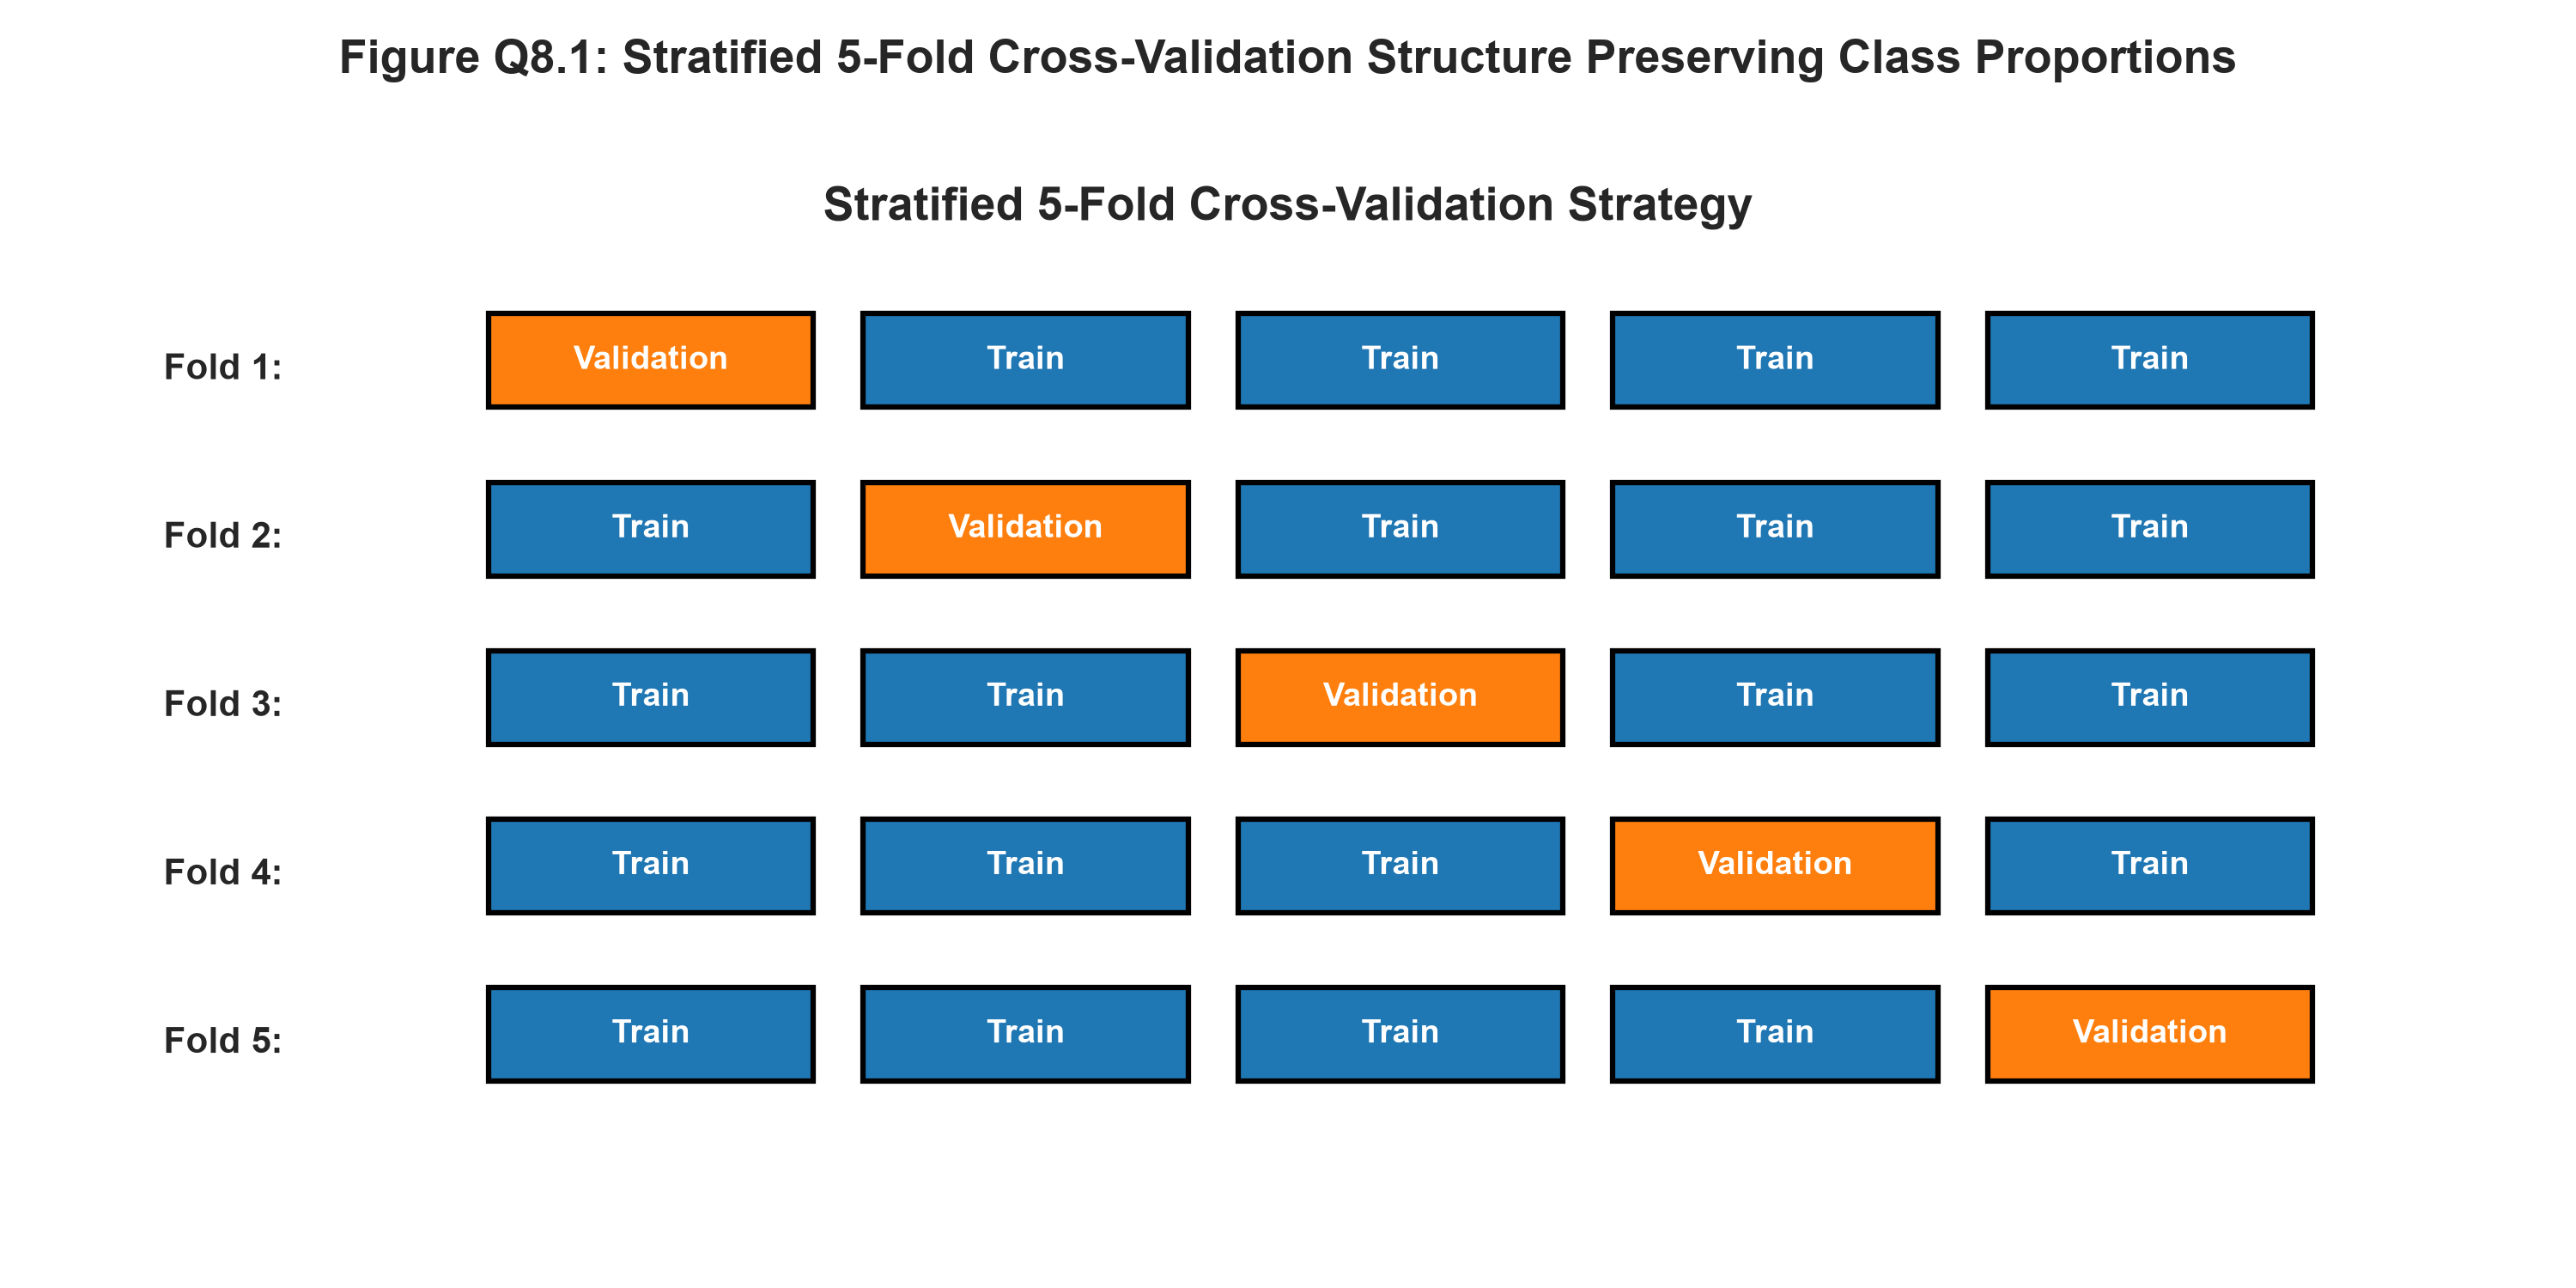 Figure Q8.1: Stratified 5-Fold Cross-Validation Structure Preserving Class Proportions
Stratified 5-Fold Cross-Validation Strategy
Fold 1: Validation Train Train Train Train
Fold 2: Train Validation Train Train Train
Fold 3: Train Train Validation Train Train
Fold 4: Train Train Train Validation Train
Fold 5: Train Train Train Train Validation